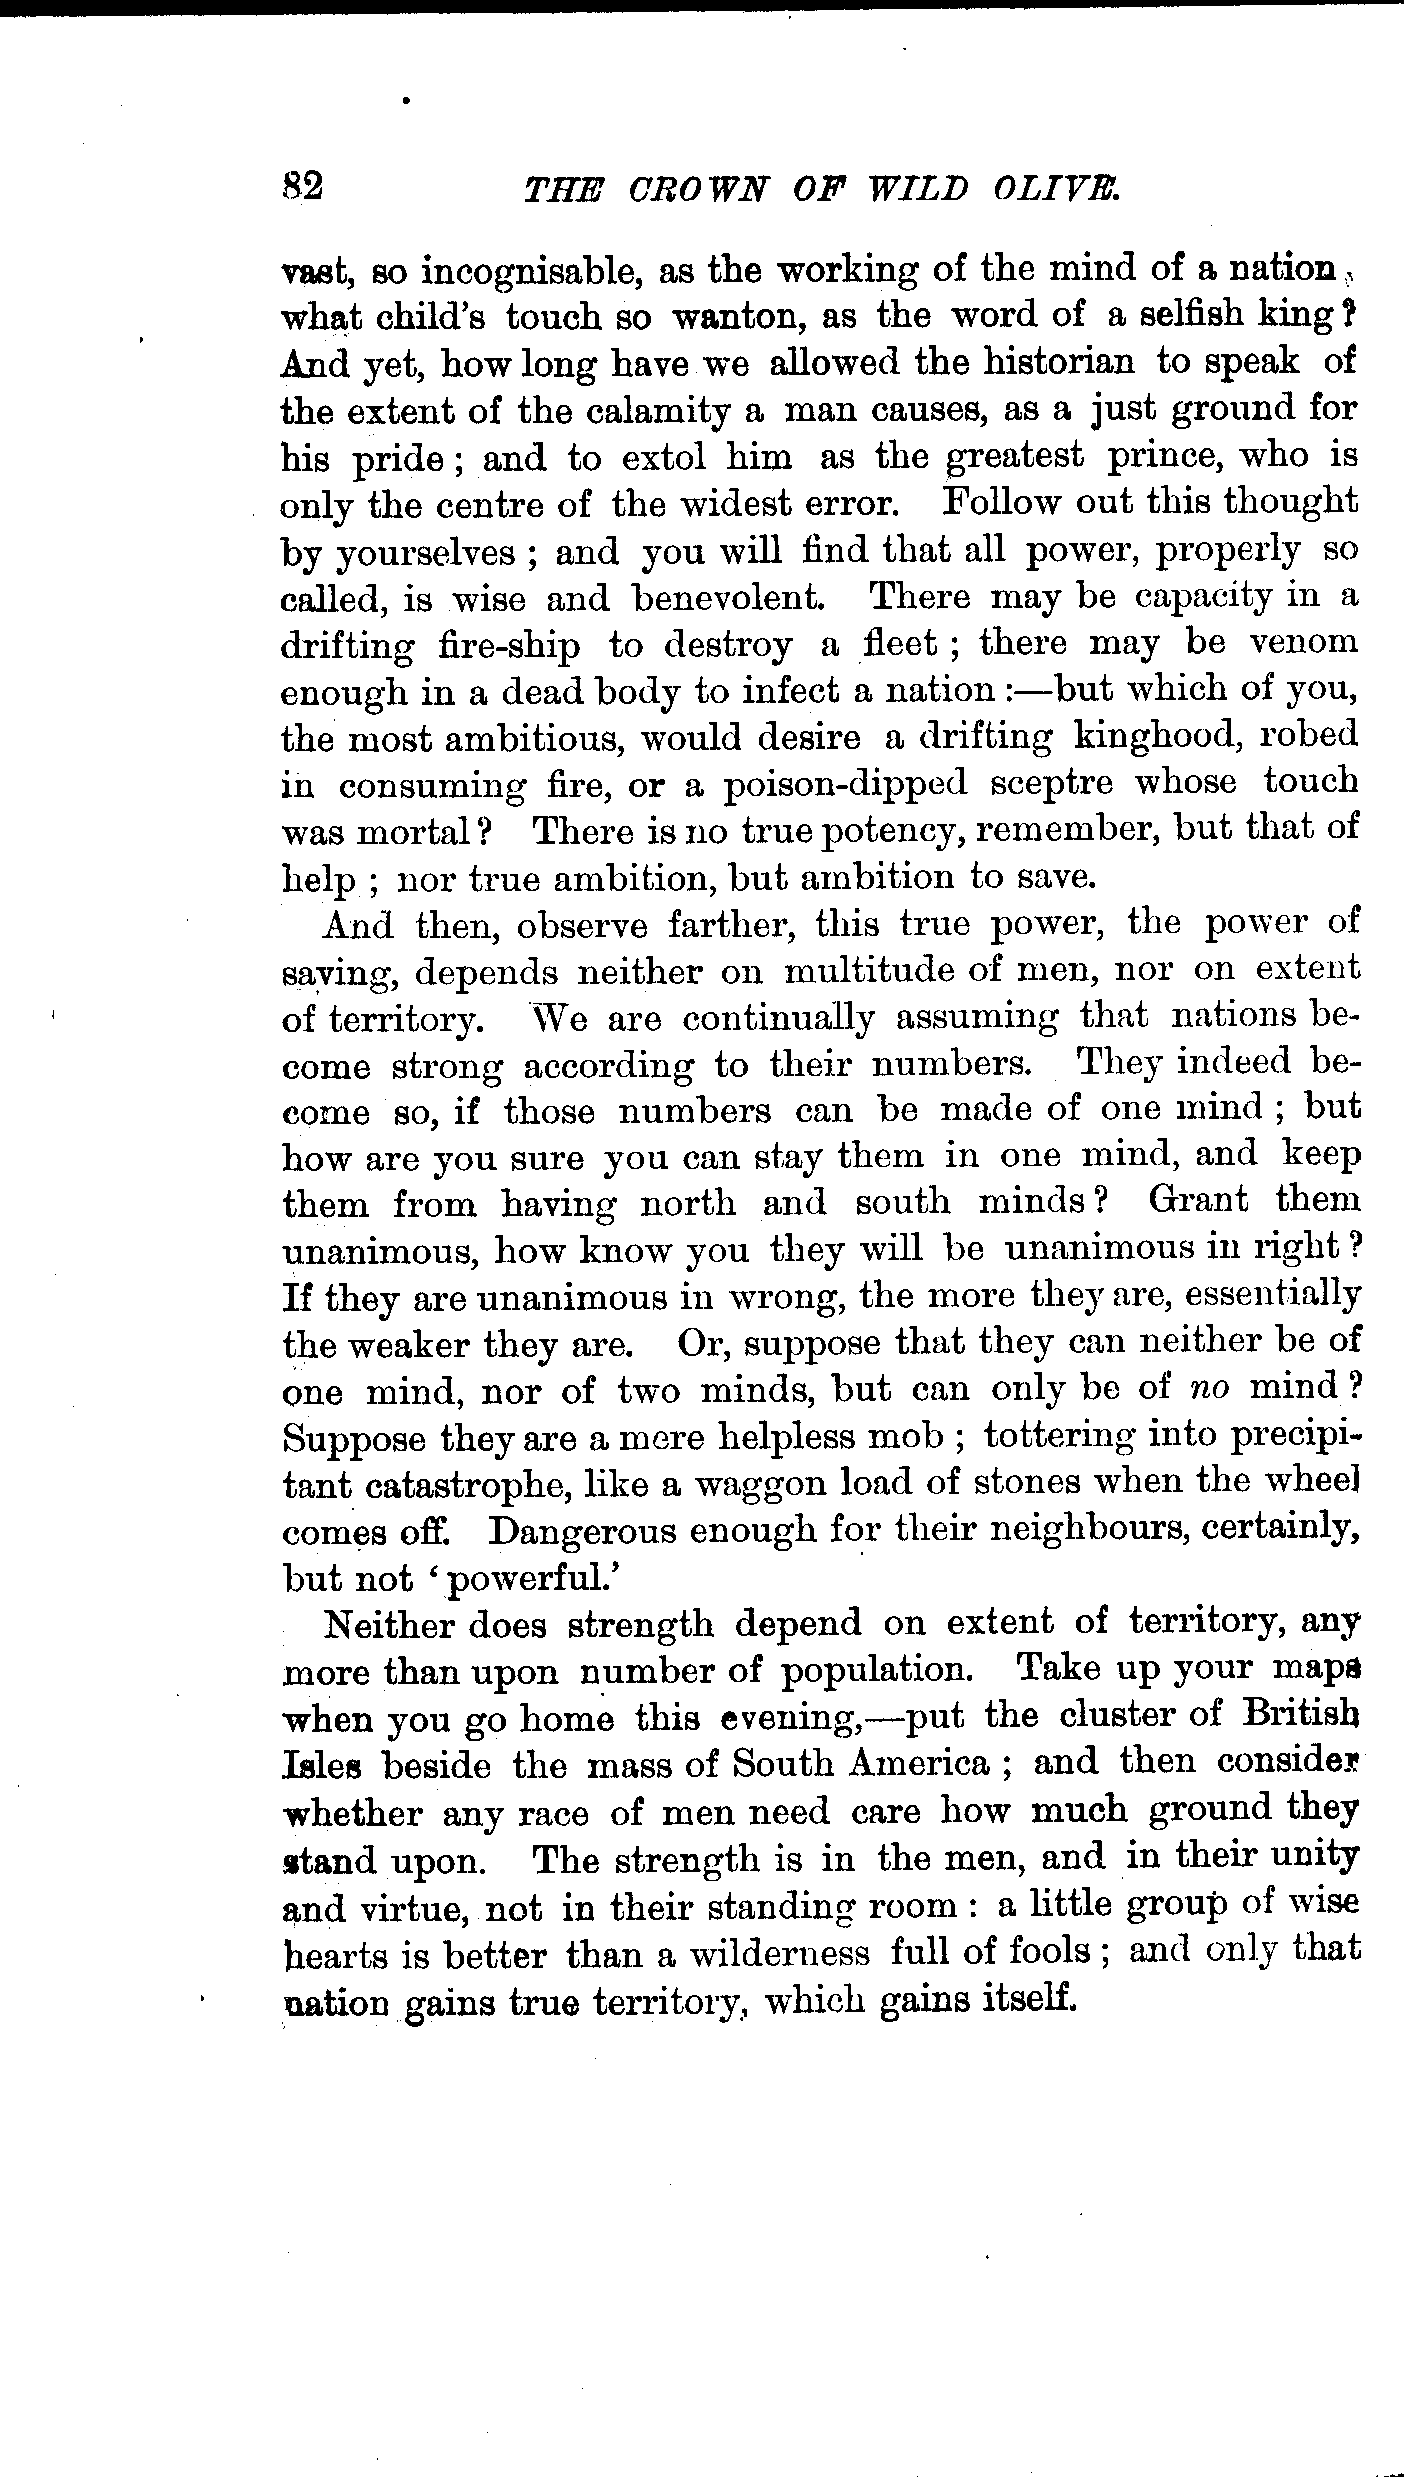 82 THE CROWN OF WILD OLIVE.
vast, so incognisable, as the working of the mind of a nation,
what child's touch so wanton, as the word of a selfish king?
And yet, how long have we allowed the historian to speak of
the extent of the calamity a man causes, as a just ground for
his pride; and to extol him as the greatest prince, who is
only the centre of the widest error. Follow out this thought
by yourselves; and you will find that all power, properly so
called, is wise and benevolent. There may be capacity in a
drifting fire-ship to destroy a fleet; there may be venom
enough in a dead body to infect a nation:—but which of you,
the most ambitious, would desire a drifting kinghood, robed
in consuming fire, or a poison-dipped sceptre whose touch
was mortal? There is no true potency, remember, but that of
help; nor true ambition, but ambition to save.
And then, observe farther, this true power, the power of
saving, depends neither on multitude of men, nor on extent
of territory. We are continually assuming that nations be-
come strong according to their numbers. They indeed be-
come so, if those numbers can be made of one mind; but
how are you sure you can stay them in one mind, and keep
them from having north and south minds? Grant them
unanimous, how know you they will be unanimous in right?
If they are unanimous in wrong, the more they are, essentially
the weaker they are. Or, suppose that they can neither be of
one mind, nor of two minds, but can only be of no mind?
Suppose they are a mere helpless mob; tottering into precipi-
tant catastrophe, like a waggon load of stones when the wheel
comes off. Dangerous enough for their neighbours, certainly,
but not 'powerful.'
Neither does strength depend on extent of territory, any
more than upon number of population. Take up your maps
when you go home this evening,—put the cluster of British
Isles beside the mass of South America; and then consider
whether any race of men need care how much ground they
stand upon. The strength is in the men, and in their unity
and virtue, not in their standing room: a little group of wise
hearts is better than a wilderness full of fools; and only that
nation gains true territory, which gains itself.